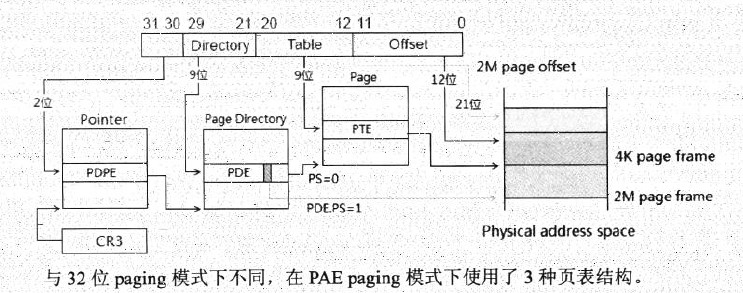 31 30 29 21 20 12 11 0
Directory Table Offset
2M page offset
2位 9位 9位 Page 12位
21位
Pointer Page Directory
PTE
4K page frame
PDPE PDE
PS=0
2M page frame
PDE.PS=1
CR3
Physical address space
与 32 位 paging 模式下不同，在 PAE paging 模式下使用了 3 种页表结构。